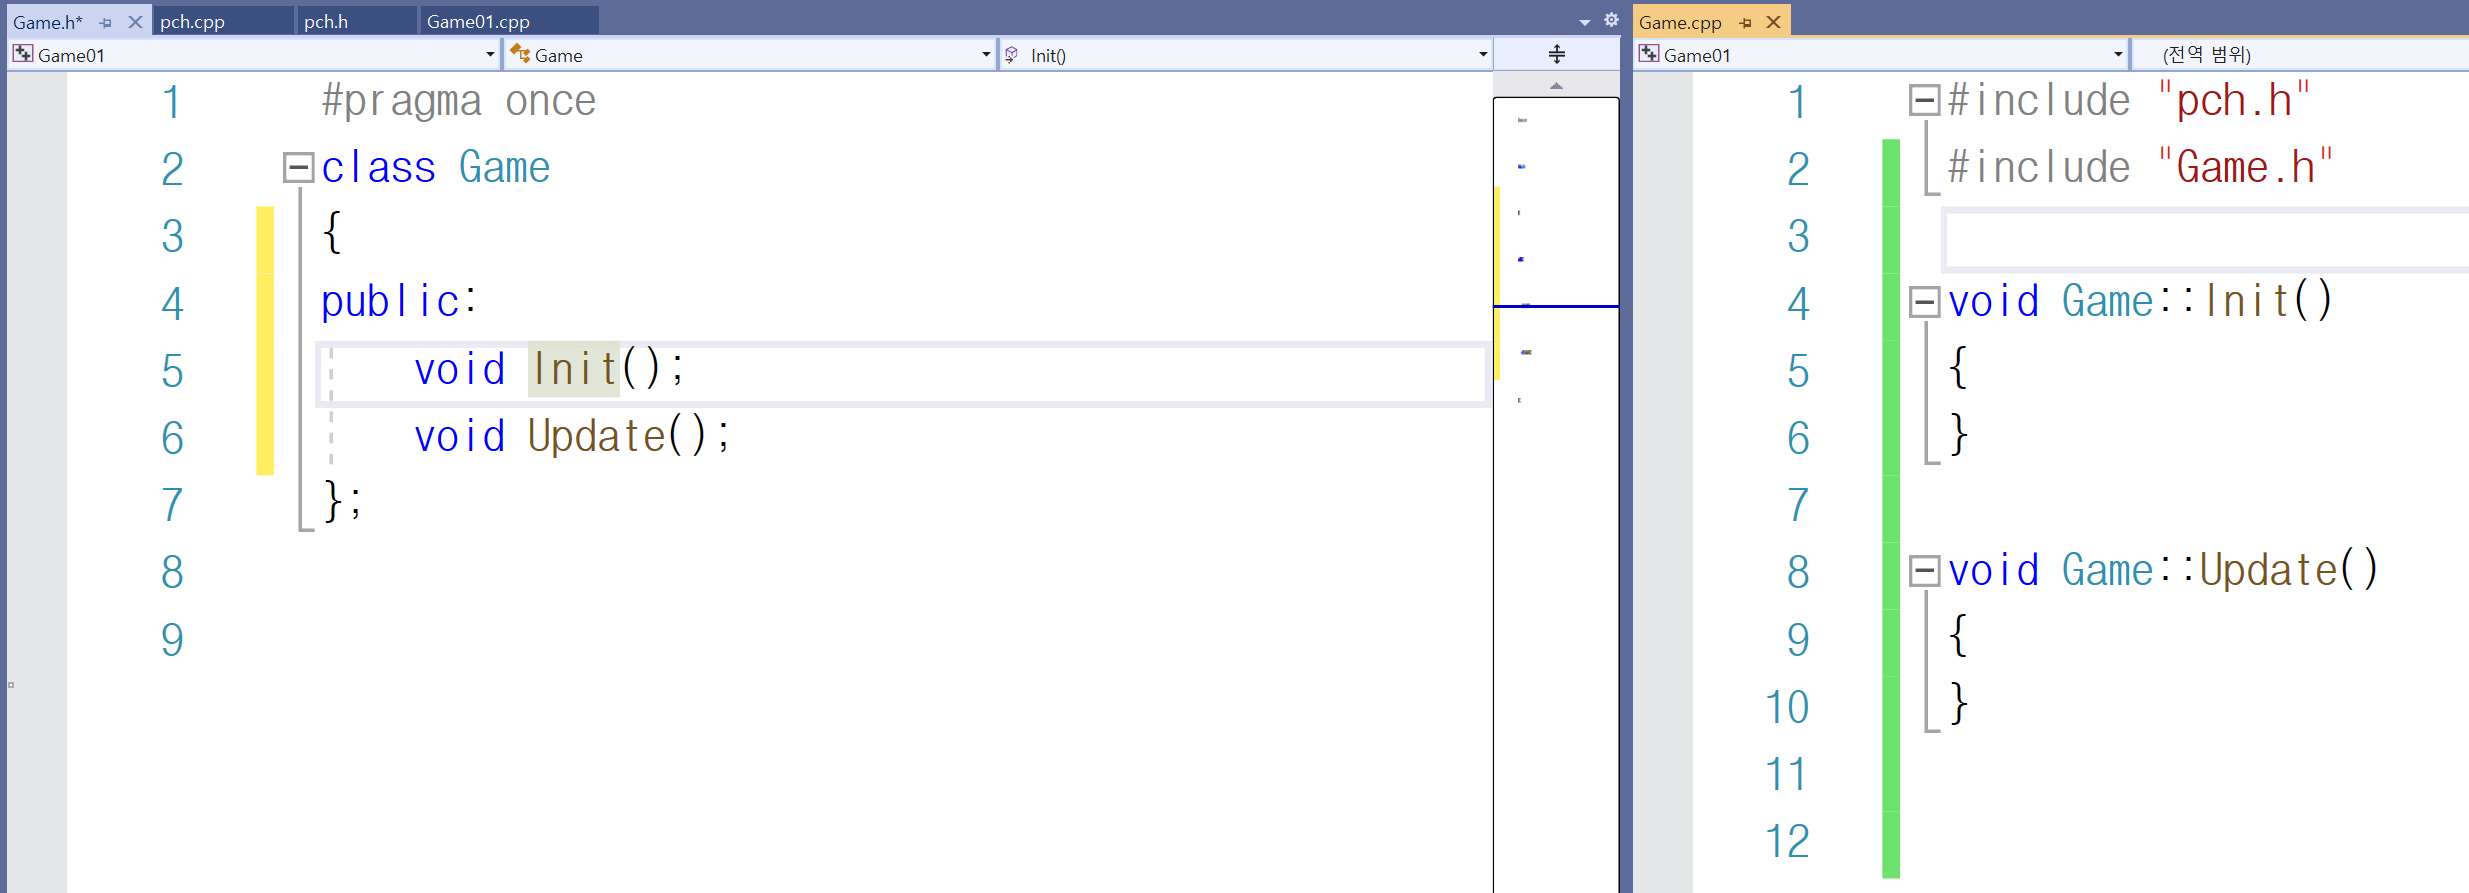 Game.h* pch.cpp pch.h Game01.cpp
Game01 Game Init()
1 #pragma once
2 class Game
3 {
4 public:
5 void Init();
6 void Update();
7 };
8
9
Game.cpp
Game01 (전역 범위)
1 #include "pch.h"
2 #include "Game.h"
3
4 void Game::Init()
5 {
6 }
7
8 void Game::Update()
9 {
10 }
11
12